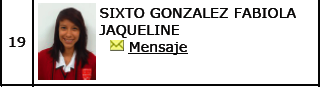 19
SIXTO GONZALEZ FABIOLA
JAQUELINE
Mensaje